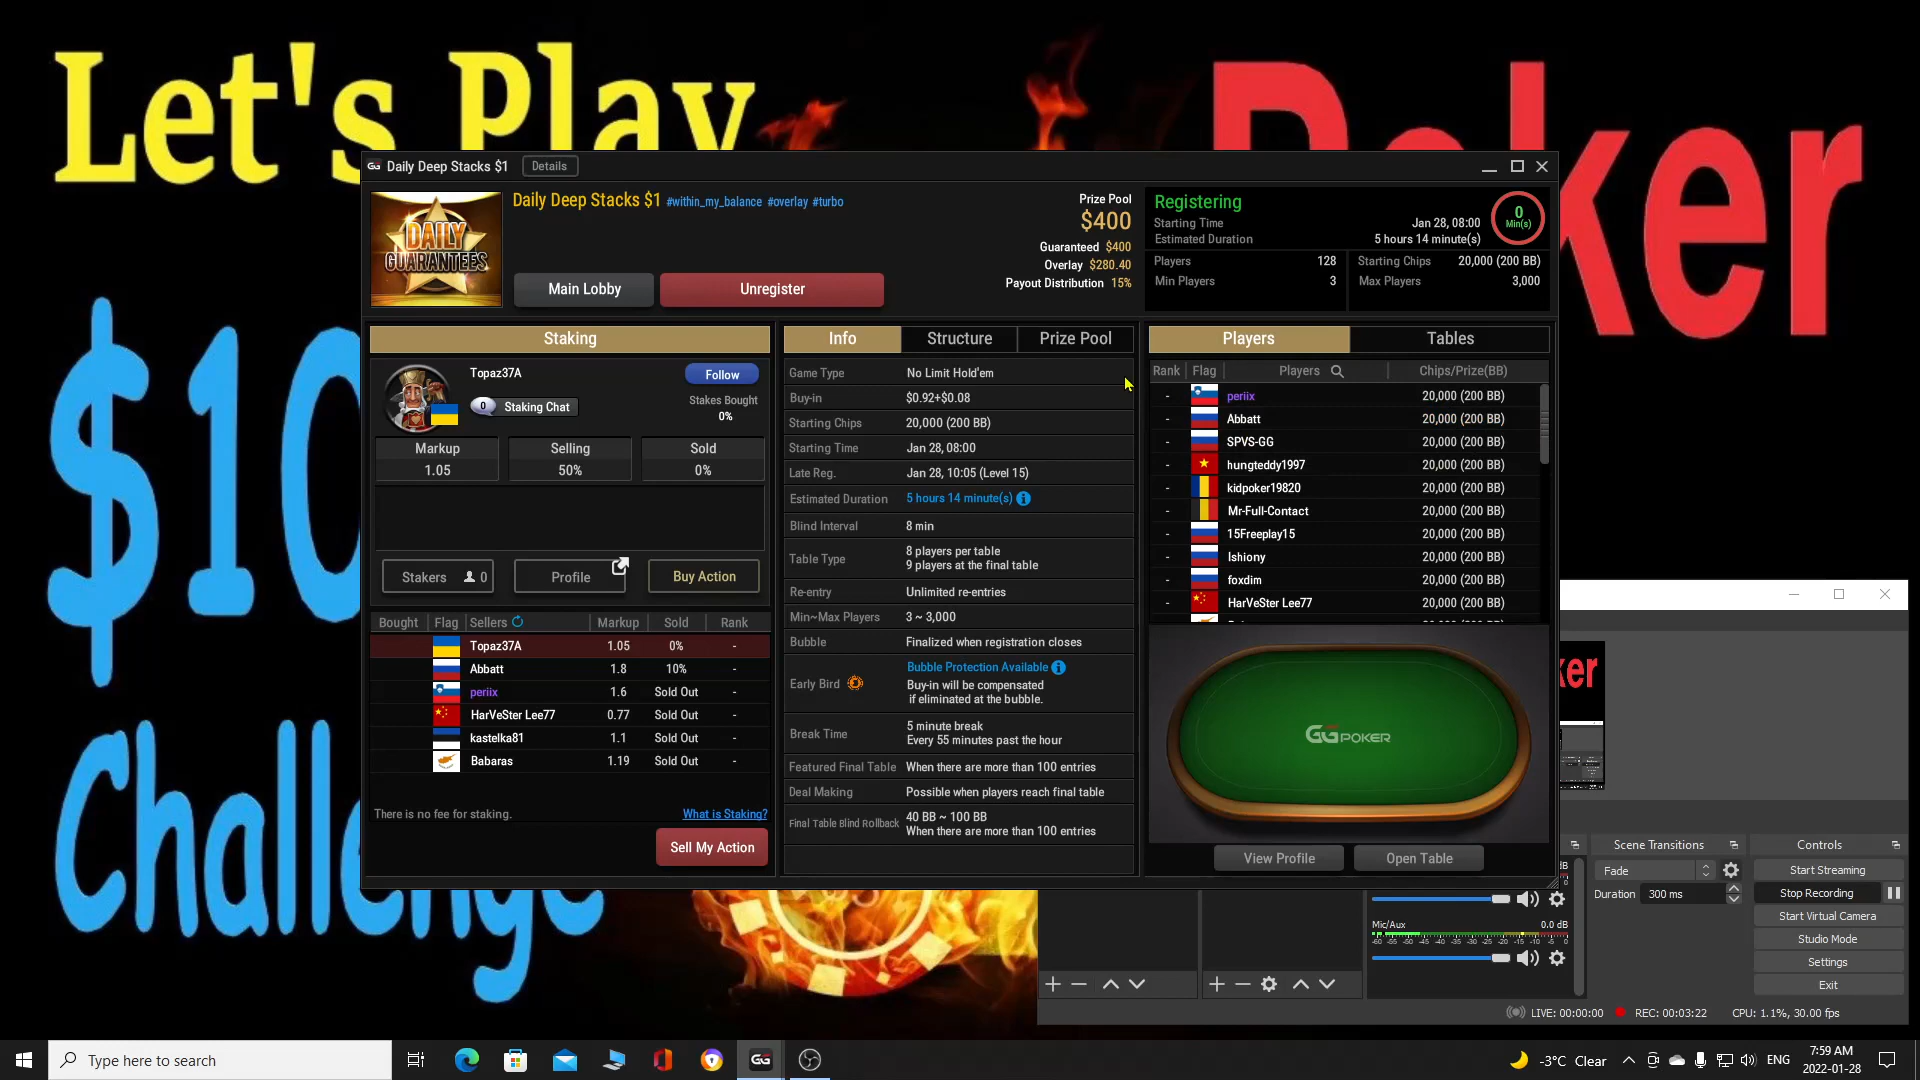 Let's Play
Poker
$10
Challenge
GG Daily Deep Stacks $1 Details
DAILY
GUARANTEES
Daily Deep Stacks $1 #within_my_balance #overlay #turbo
Main Lobby
Unregister
Prize Pool
$400
Guaranteed $400
Overlay $280.40
Payout Distribution 15%
Registering
Starting Time Jan 28, 08:00
Estimated Duration 5 hours 14 minute(s)
0
Min(s)
Players 128
Starting Chips 20,000 (200 BB)
Min Players 3
Max Players 3,000
Staking
Topaz37A
Follow
0 Staking Chat
Stakes Bought
0%
Markup Selling Sold
1.05 50% 0%
Stakers 0
Profile
Buy Action
Bought Flag Sellers Markup Sold Rank
Topaz37A 1.05 0% -
Abbatt 1.8 10% -
periix 1.6 Sold Out -
HarVeSter Lee77 0.77 Sold Out -
kastelka81 1.1 Sold Out -
Babaras 1.19 Sold Out -
There is no fee for staking. What is Staking?
Sell My Action
Info Structure Prize Pool
Game Type No Limit Hold'em
Buy-in $0.92+$0.08
Starting Chips 20,000 (200 BB)
Starting Time Jan 28, 08:00
Late Reg. Jan 28, 10:05 (Level 15)
Estimated Duration 5 hours 14 minute(s)
Blind Interval 8 min
Table Type 8 players per table
9 players at the final table
Re-entry Unlimited re-entries
Min~Max Players 3 ~ 3,000
Bubble Finalized when registration closes
Early Bird Bubble Protection Available
Buy-in will be compensated
if eliminated at the bubble.
Break Time 5 minute break
Every 55 minutes past the hour
Featured Final Table When there are more than 100 entries
Deal Making Possible when players reach final table
Final Table Blind Rollback 40 BB ~ 100 BB
When there are more than 100 entries
Players Tables
Rank Flag Players Chips/Prize(BB)
- periix 20,000 (200 BB)
- Abbatt 20,000 (200 BB)
- SPVS-GG 20,000 (200 BB)
- hungteddy1997 20,000 (200 BB)
- kidpoker19820 20,000 (200 BB)
- Mr-Full-Contact 20,000 (200 BB)
- 15Freeplay15 20,000 (200 BB)
- Ishiony 20,000 (200 BB)
- foxdim 20,000 (200 BB)
- HarVeSter Lee77 20,000 (200 BB)
GGPOKER
View Profile Open Table
Scene Transitions
Fade
Duration 300 ms
Controls
Start Streaming
Stop Recording
Start Virtual Camera
Studio Mode
Settings
Exit
Mic/Aux 0.0 dB
-60 -55 -50 -45 -40 -35 -30 -25 -20 -15 -10 -5 0
LIVE: 00:00:00 REC: 00:03:22 CPU: 1.1%, 30.00 fps
Type here to search
GG
-3°C Clear
ENG
7:59 AM
2022-01-28